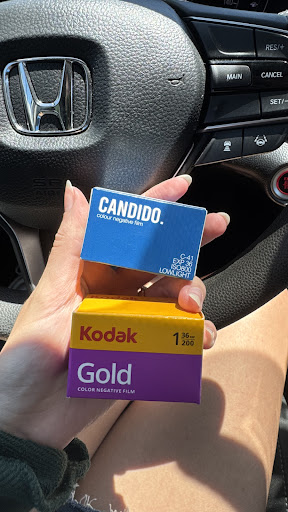 RES/+
MAIN
CANCEL
SET/-
CANDIDO.
colour negative film
C-41
EXP 36
ISO800
LOWLIGHT
Kodak
1 36 EXP.
200
Gold
COLOR NEGATIVE FILM